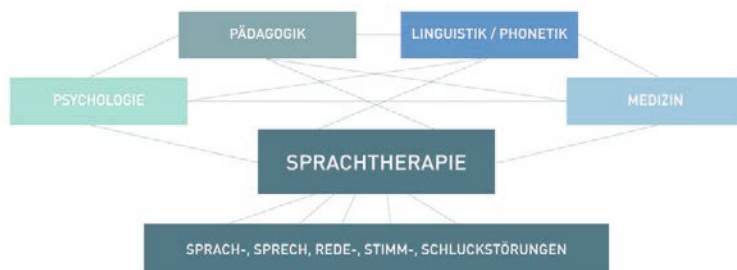 PÄDAGOGIK
LINGUISTIK / PHONETIK
PSYCHOLOGIE
MEDIZIN
SPRACHTHERAPIE
SPRACH-, SPRECH, REDE-, STIMM-, SCHLUCKSTÖRUNGEN